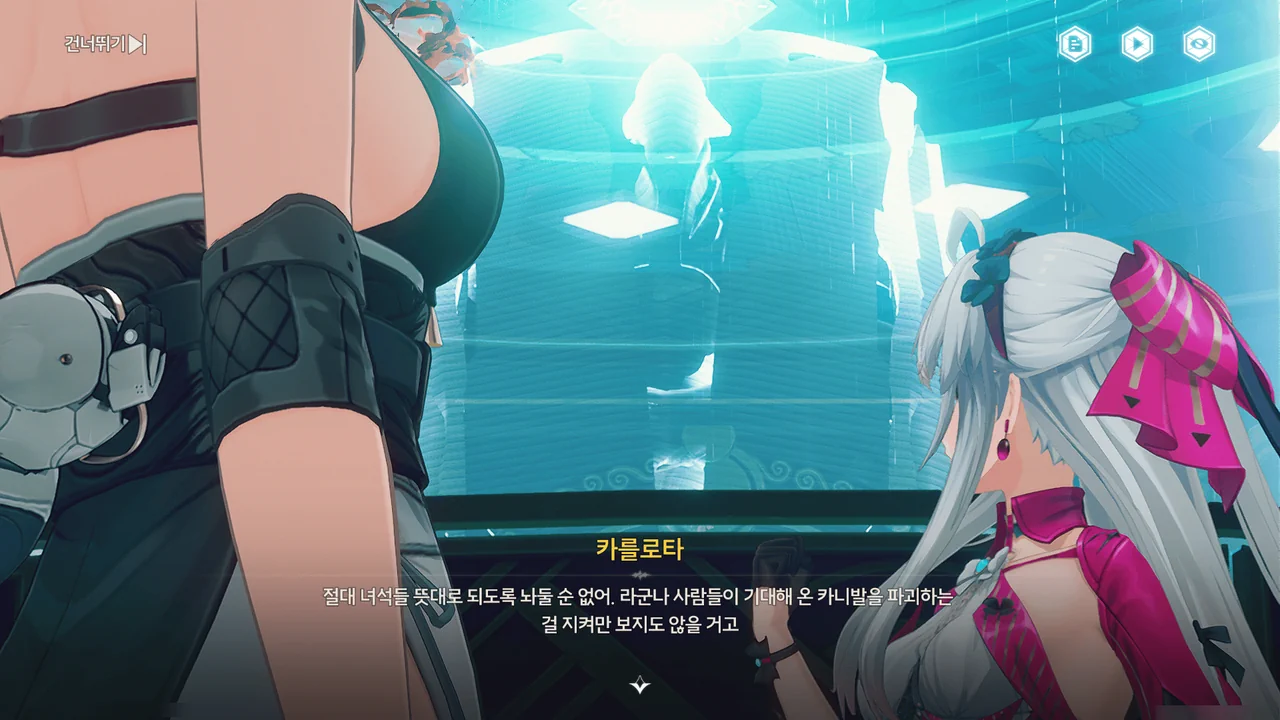 건너뛰기
카를로타
절대 녀석들 뜻대로 되도록 놔둘 순 없어. 라군나 사람들이 기대해 온 카니발을 파괴하는
걸 지켜만 보지도 않을 거고